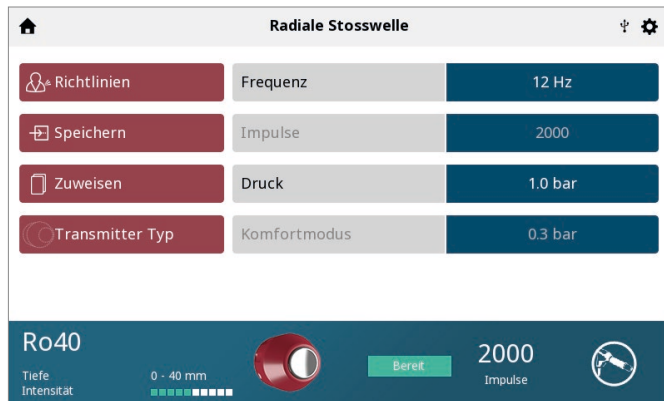 Radiale Stosswelle
Richtlinien Frequenz 12 Hz
Speichern Impulse 2000
Zuweisen Druck 1.0 bar
Transmitter Typ Komfortmodus 0.3 bar
Ro40
Tiefe 0 - 40 mm
Intensität
Bereit
2000
Impulse